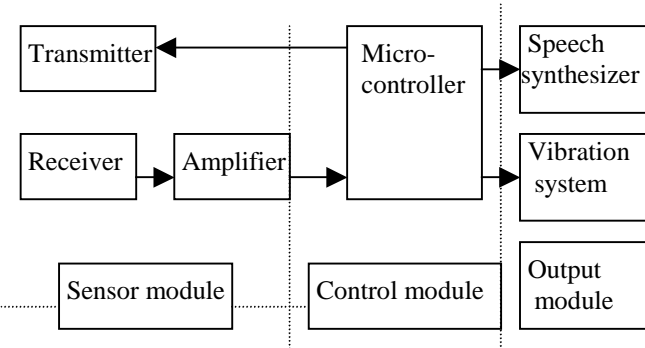 Transmitter
Micro-
controller
Speech
synthesizer
Receiver
Amplifier
Vibration
system
Sensor module
Control module
Output
module